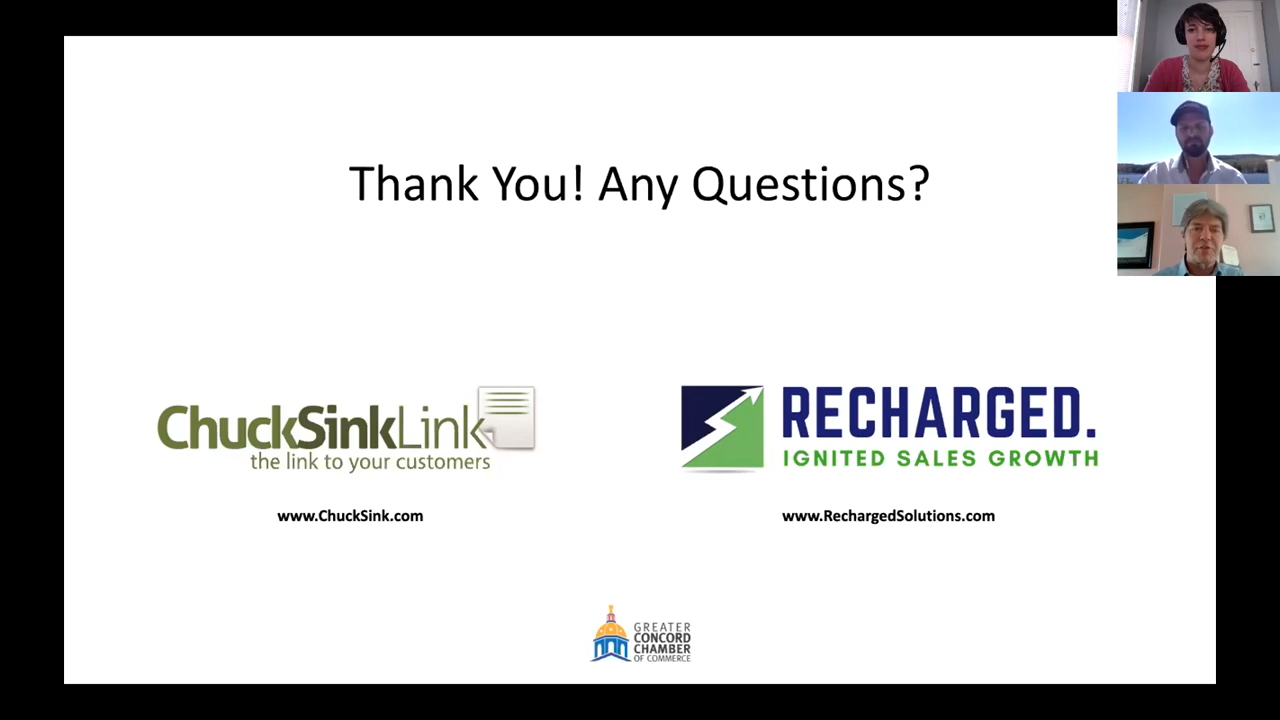 Thank You! Any Questions?
ChuckSinkLink
the link to your customers
www.ChuckSink.com
RECHARGED.
IGNITED SALES GROWTH
www.RechargedSolutions.com
GREATER
CONCORD
CHAMBER
OF COMMERCE